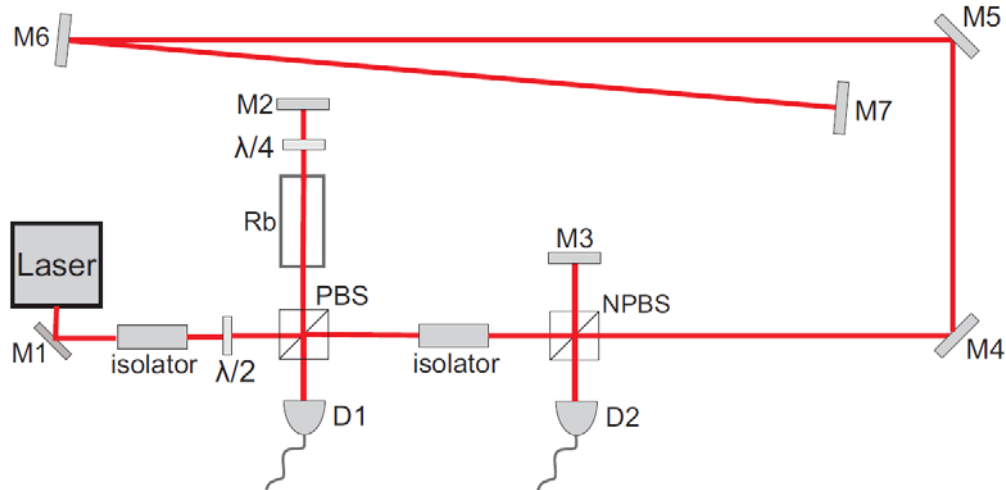 M6
M5
M2
M7
λ/4
Rb
M3
Laser
PBS
NPBS
M1
isolator
λ/2
isolator
M4
D1
D2